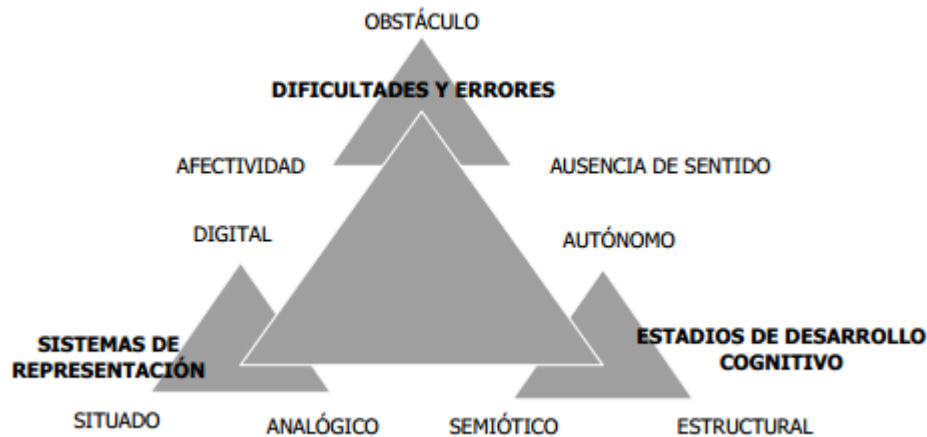 OBSTÁCULO
DIFICULTADES Y ERRORES
AFECTIVIDAD
AUSENCIA DE SENTIDO
DIGITAL
AUTÓNOMO
SISTEMAS DE
REPRESENTACIÓN
ESTADIOS DE DESARROLLO
COGNITIVO
SITUADO
ANALÓGICO
SEMIÓTICO
ESTRUCTURAL